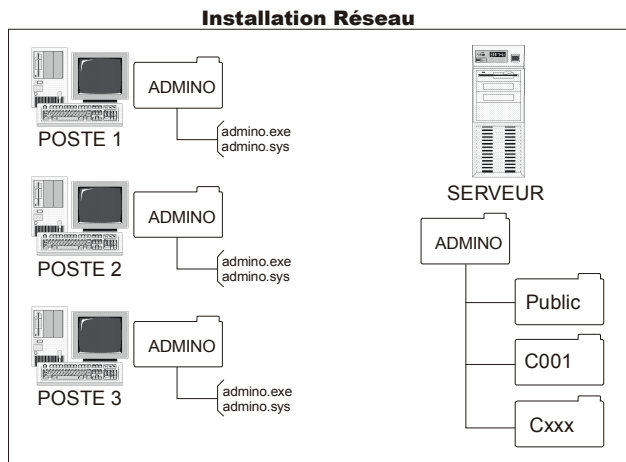 Installation Réseau
ADMINO
admino.exe
admino.sys
POSTE 1
ADMINO
admino.exe
admino.sys
POSTE 2
ADMINO
admino.exe
admino.sys
POSTE 3
SERVEUR
ADMINO
Public
C001
Cxxx